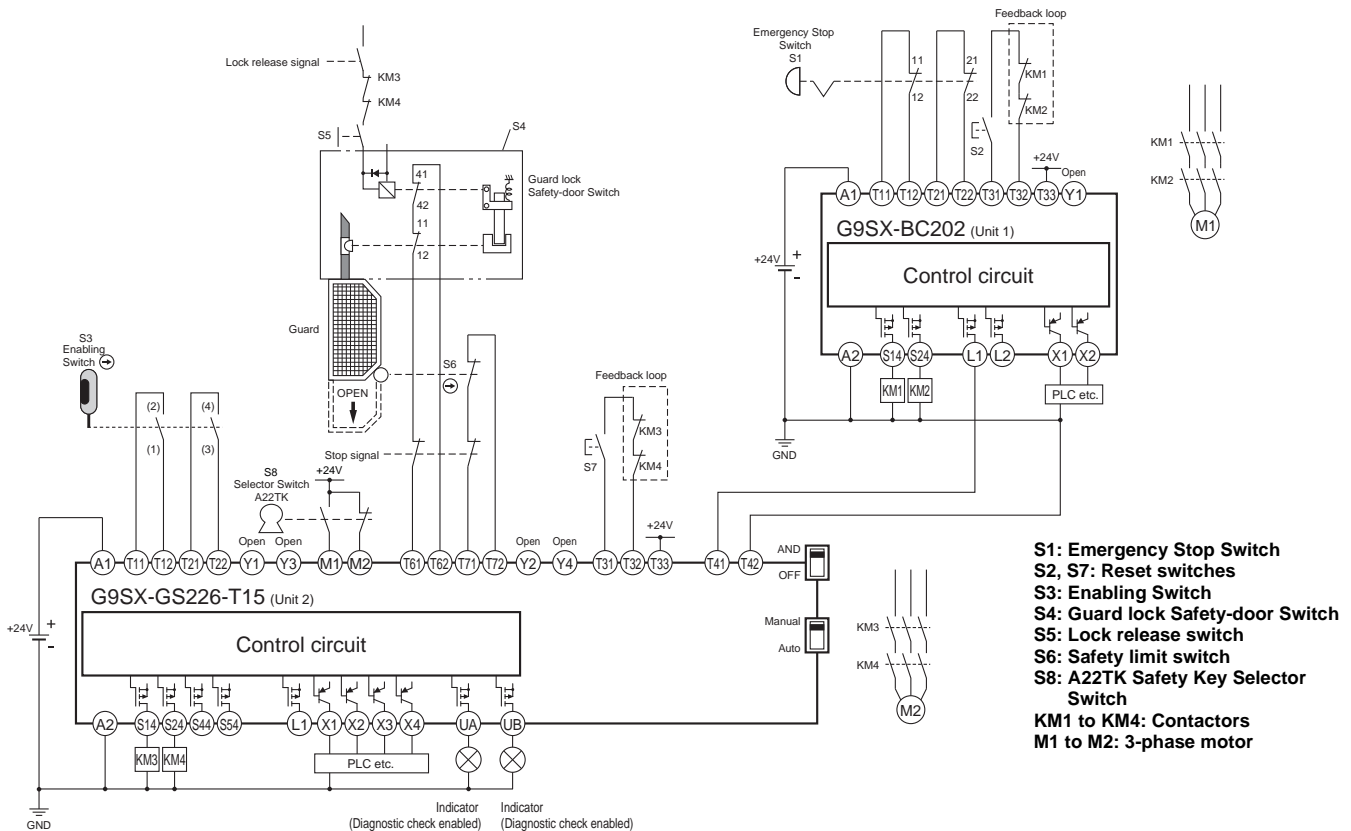 Feedback loop
Emergency Stop
Switch
S1
11
12
21
22
KM1
KM2
S2
+24V
Open
A1 T11 T12 T21 T22 T31 T32 T33 Y1
G9SX-BC202 (Unit 1)
Control circuit
+24V
+
-
A2 S14 S24 L1 L2 X1 X2
KM1 KM2
PLC etc.
GND
KM1
KM2
M1
Lock release signal
KM3
KM4
S5
S4
41
42
11
12
Guard lock
Safety-door Switch
Guard
OPEN
S6
S3
Enabling
Switch
(2)
(1)
(4)
(3)
Stop signal
S8
Selector Switch
A22TK
+24V
Feedback loop
KM3
KM4
S7
+24V
Open Open
Open Open
A1 T11 T12 T21 T22 Y1 Y3 M1 M2 T61 T62 T71 T72 Y2 Y4 T31 T32 T33 T41 T42
AND
OFF
Manual
Auto
G9SX-GS226-T15 (Unit 2)
Control circuit
+24V
+
-
A2 S14 S24 S44 S54 L1 X1 X2 X3 X4 UA UB
KM3 KM4
PLC etc.
GND
Indicator
(Diagnostic check enabled)
Indicator
(Diagnostic check enabled)
KM3
KM4
M2
S1: Emergency Stop Switch
S2, S7: Reset switches
S3: Enabling Switch
S4: Guard lock Safety-door Switch
S5: Lock release switch
S6: Safety limit switch
S8: A22TK Safety Key Selector
Switch
KM1 to KM4: Contactors
M1 to M2: 3-phase motor